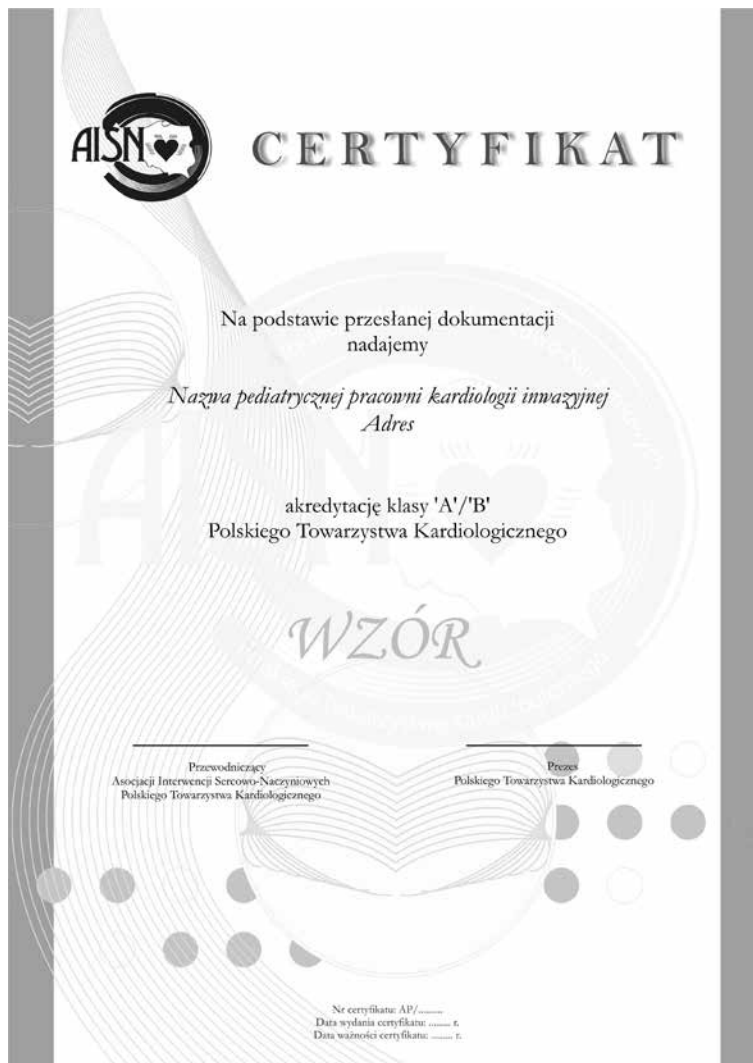 AISN
CERTYFIKAT
Na podstawie przesłanej dokumentacji
nadajemy
Nazwa pediatrycznej pracowni kardiologii inwazyjnej
Adres
akredytację klasy 'A'/'B'
Polskiego Towarzystwa Kardiologicznego
WZÓR
Przewodniczący
Asocjacji Interwencji Sercowo-Naczyniowych
Polskiego Towarzystwa Kardiologicznego
Prezes
Polskiego Towarzystwa Kardiologicznego
Nr certyfikatu: AP/.........
Data wydania certyfikatu: ........ r.
Data ważności certyfikatu: ........ r.